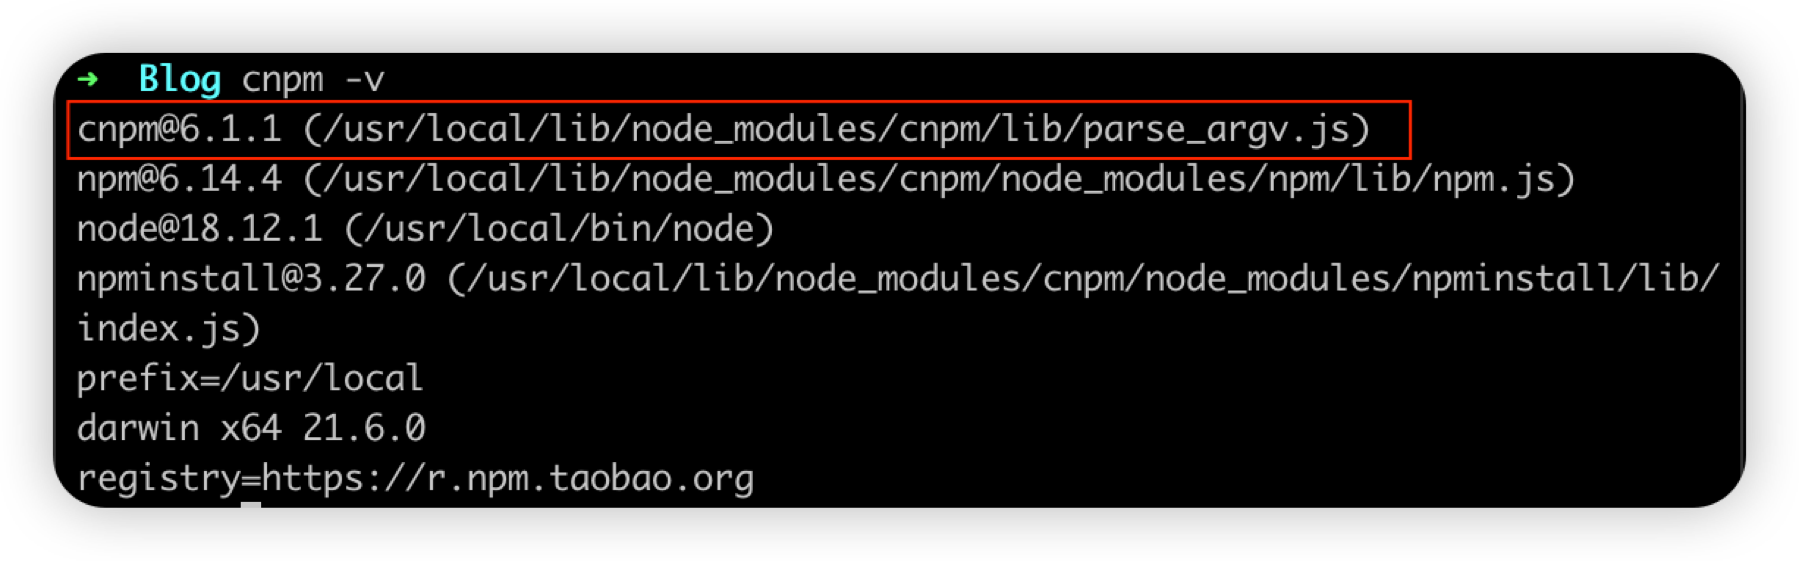 ➜ Blog cnpm -v
cnpm@6.1.1 (/usr/local/lib/node_modules/cnpm/lib/parse_argv.js)
npm@6.14.4 (/usr/local/lib/node_modules/cnpm/node_modules/npm/lib/npm.js)
node@18.12.1 (/usr/local/bin/node)
npminstall@3.27.0 (/usr/local/lib/node_modules/cnpm/node_modules/npminstall/lib/
index.js)
prefix=/usr/local
darwin x64 21.6.0
registry=https://r.npm.taobao.org